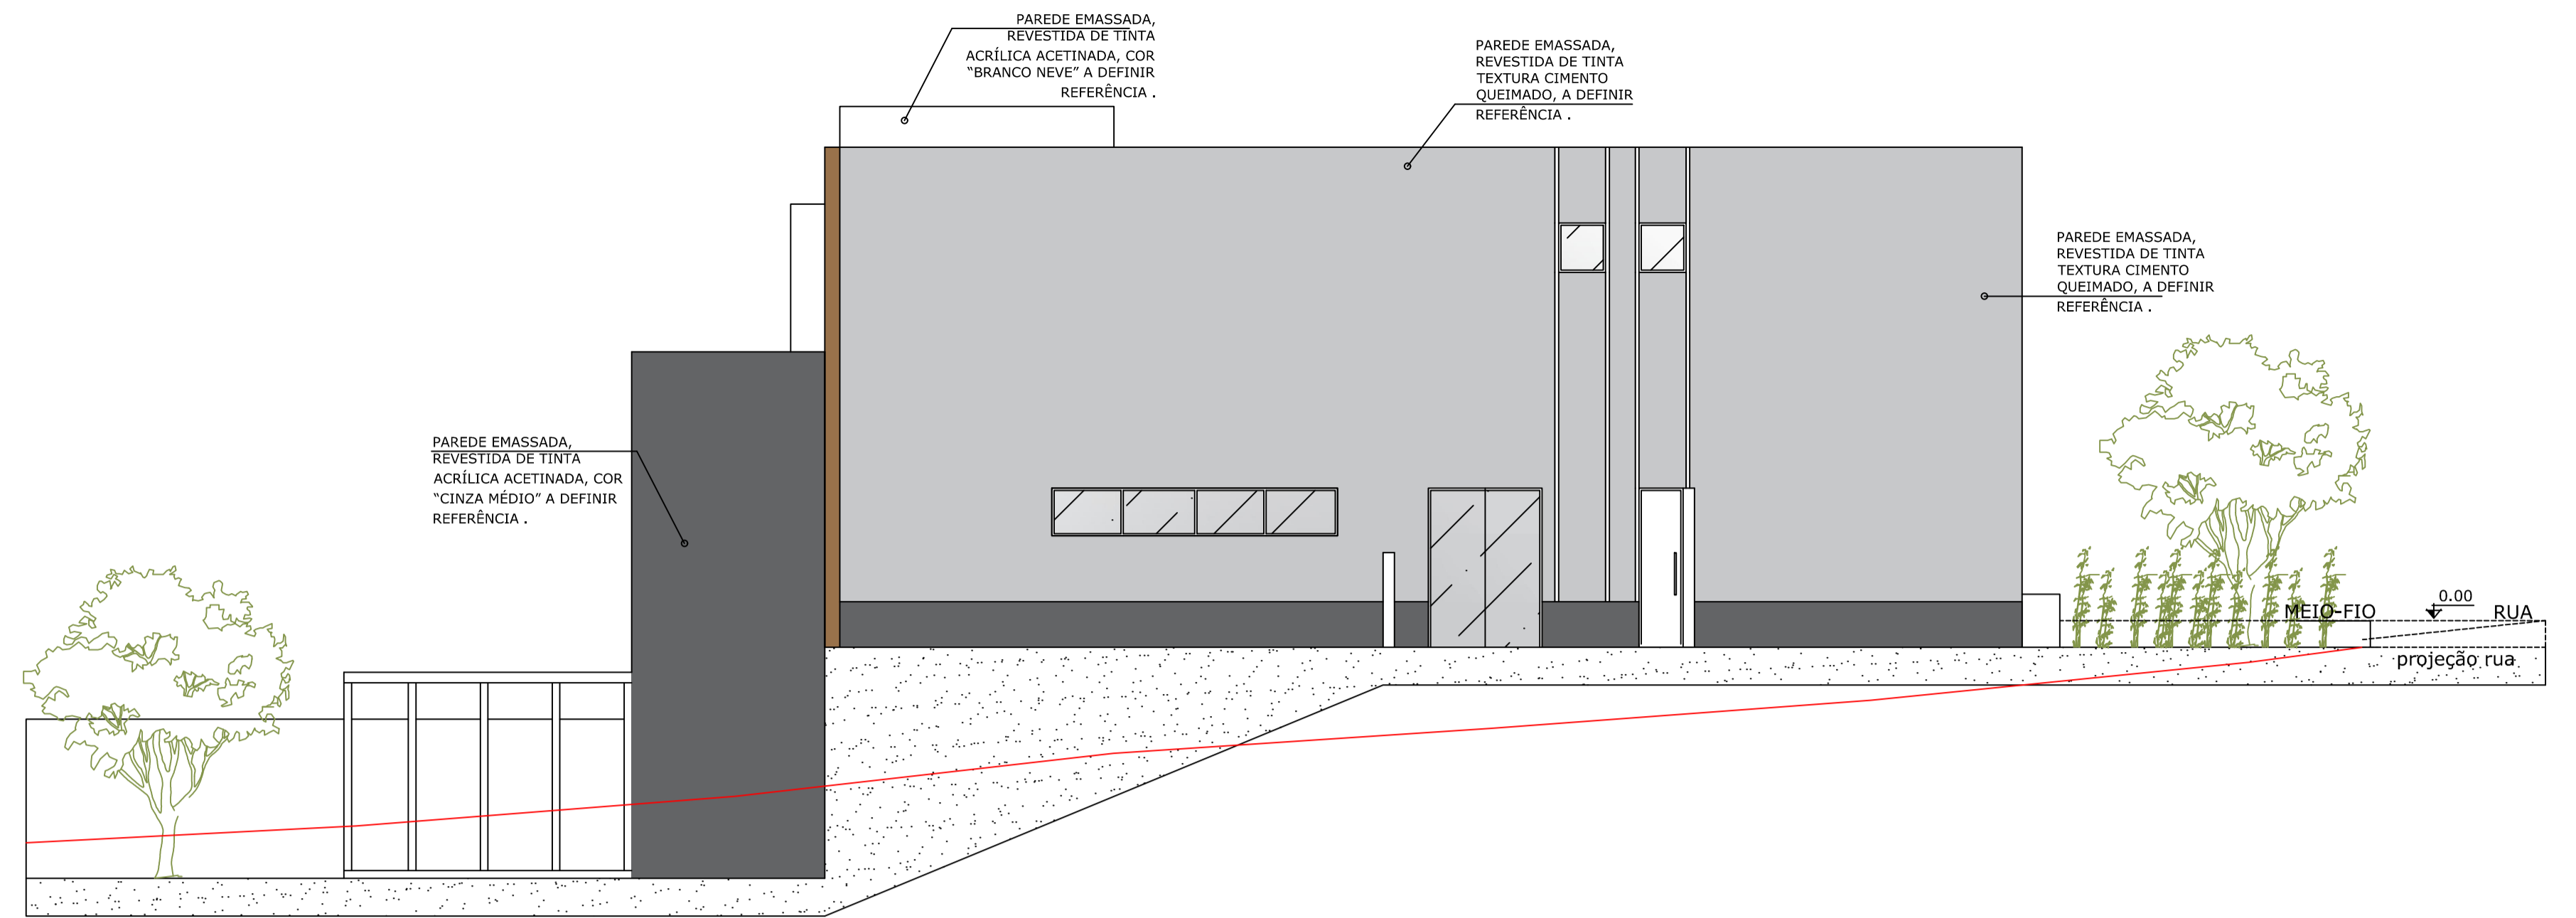 PAREDE EMASSADA,
REVESTIDA DE TINTA
ACRÍLICA ACETINADA, COR
“BRANCO NEVE” A DEFINIR
REFERÊNCIA .
PAREDE EMASSADA,
REVESTIDA DE TINTA
TEXTURA CIMENTO
QUEIMADO, A DEFINIR
REFERÊNCIA .
PAREDE EMASSADA,
REVESTIDA DE TINTA
TEXTURA CIMENTO
QUEIMADO, A DEFINIR
REFERÊNCIA .
PAREDE EMASSADA,
REVESTIDA DE TINTA
ACRÍLICA ACETINADA, COR
“CINZA MÉDIO” A DEFINIR
REFERÊNCIA .
0.00
MEIO-FIO
RUA
projeção rua